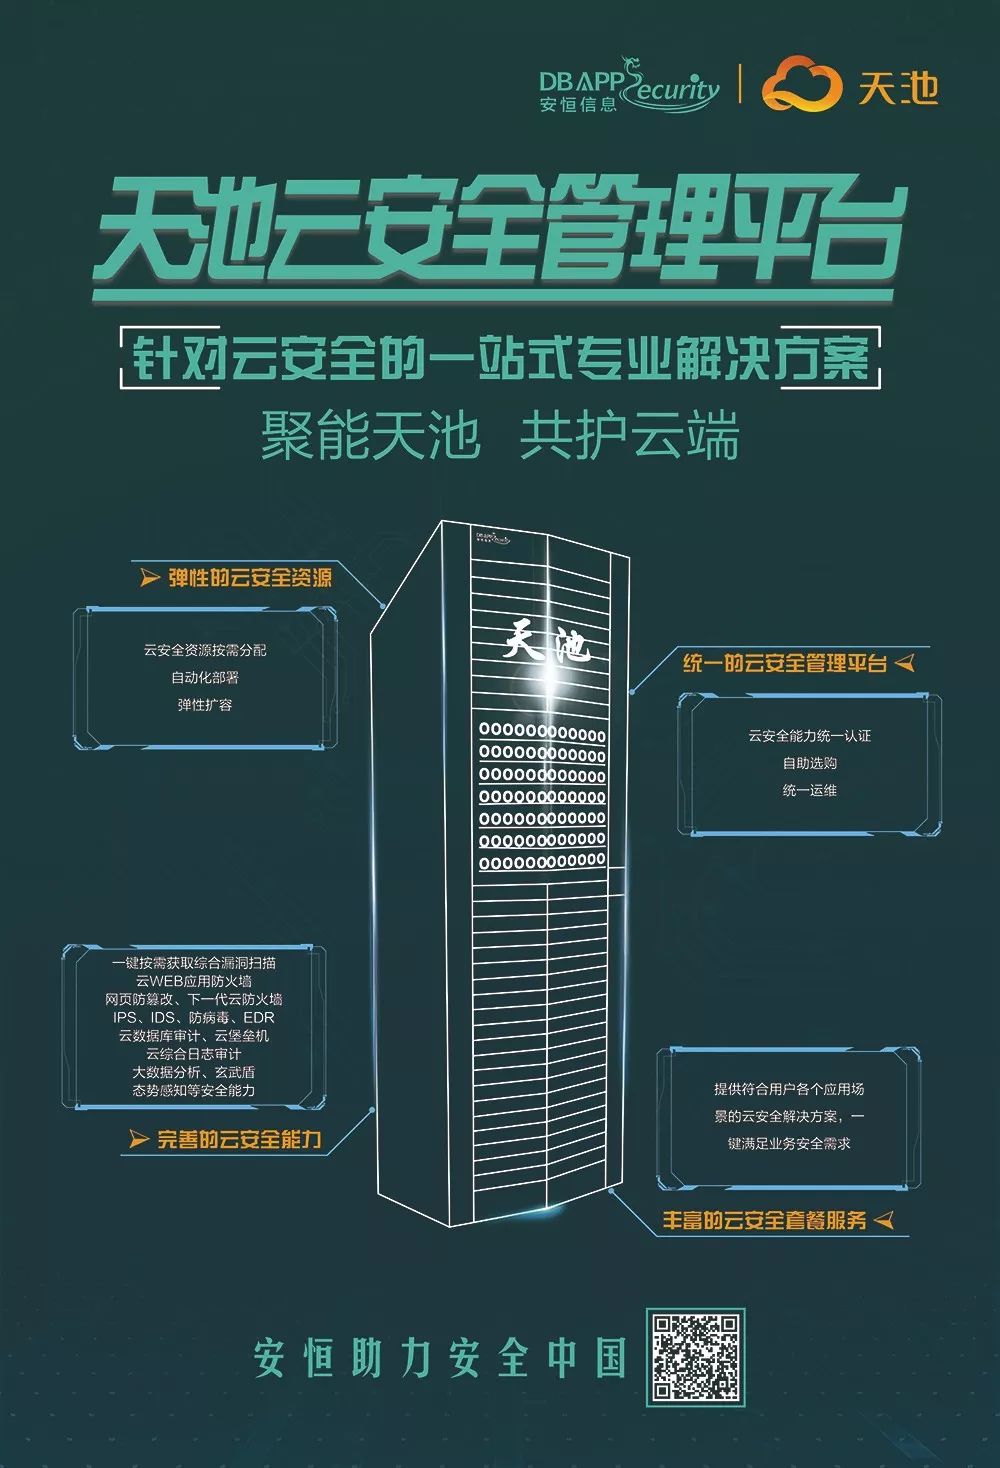 DBAPPSecurity
安恒信息
天池
天池云安全管理平台
针对云安全的一站式专业解决方案
聚能天池 共护云端
DBAPPSecurity
安恒信息
天池
弹性的云安全资源
云安全资源按需分配
自动化部署
弹性扩容
统一的云安全管理平台
云安全能力统一认证
自助选购
统一运维
一键按需获取综合漏洞扫描
云WEB应用防火墙
网页防篡改、下一代云防火墙
IPS、IDS、防病毒、EDR
云数据库审计、云堡垒机
云综合日志审计
大数据分析、玄武盾
态势感知等安全能力
完善的云安全能力
提供符合用户各个应用场
景的云安全解决方案，一
键满足业务安全需求
丰富的云安全套餐服务
安恒助力安全中国